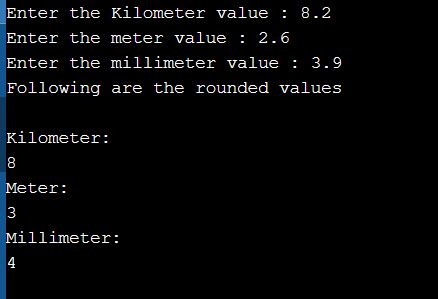 Enter the Kilometer value : 8.2
Enter the meter value : 2.6
Enter the millimeter value : 3.9
Following are the rounded values
Kilometer:
8
Meter:
3
Millimeter:
4